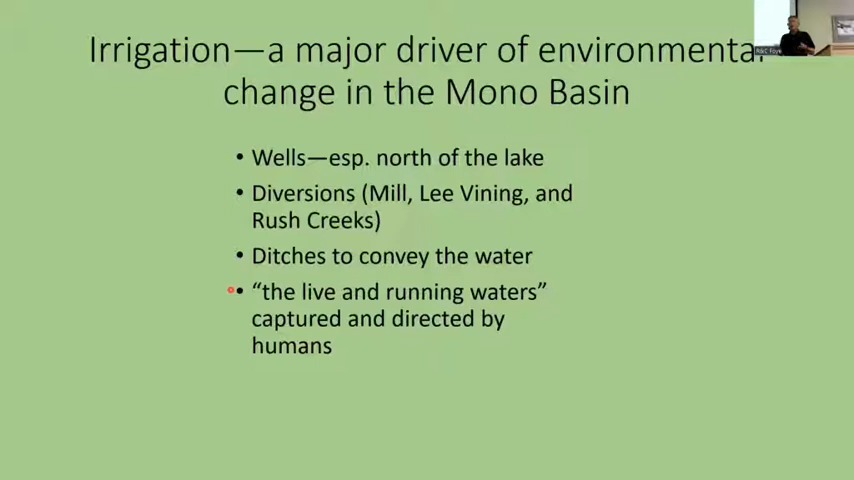 Irrigation—a major driver of environmental
change in the Mono Basin
• Wells—esp. north of the lake
• Diversions (Mill, Lee Vining, and
Rush Creeks)
• Ditches to convey the water
• “the live and running waters”
captured and directed by
humans